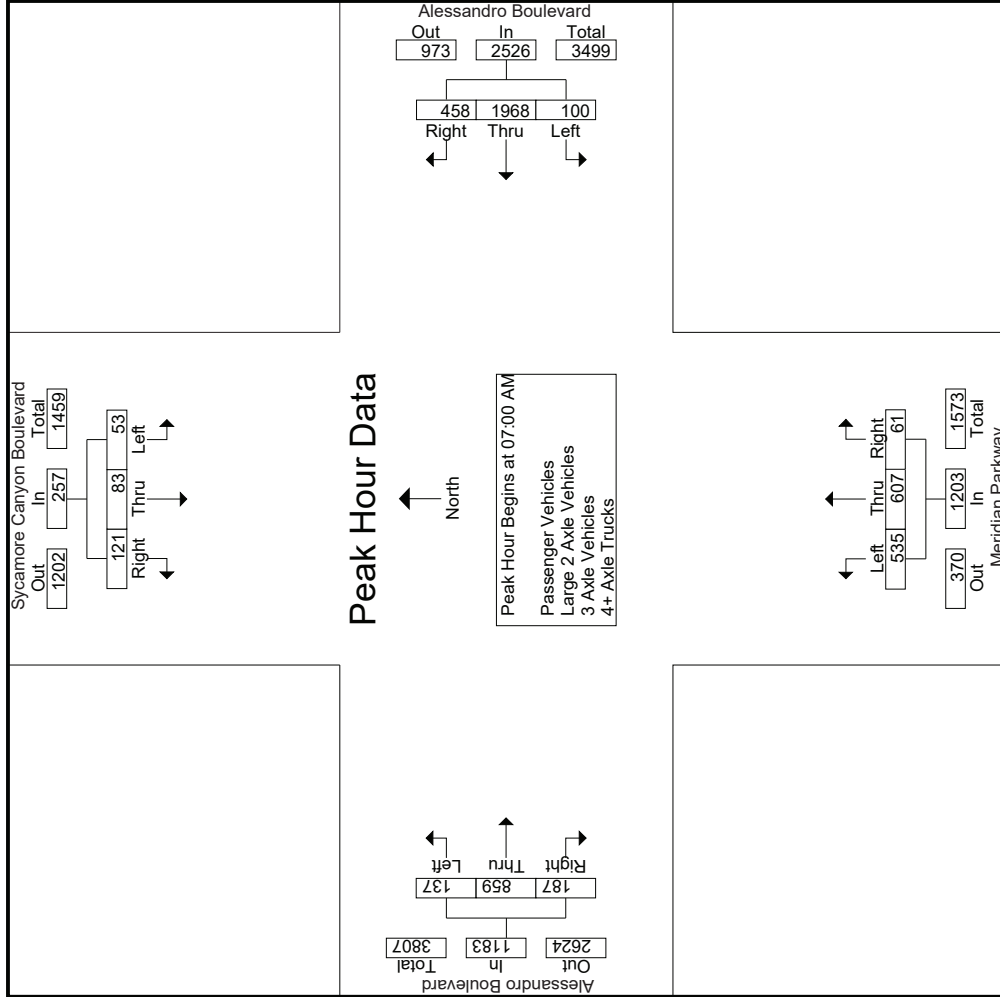 Alessandro Boulevard
Out In Total
973 2526 3499
458 1968 100
Right Thru Left
Sycamore Canyon Boulevard
Out In Total
1202 257 1459
121 83 53
Right Thru Left
Peak Hour Data
North
Peak Hour Begins at 07:00 AM
Passenger Vehicles
Large 2 Axle Vehicles
3 Axle Vehicles
4+ Axle Trucks
Left Thru Right
535 607 61
370 1203 1573
Out In Total
Meridian Parkway
Left Thru Right
137 859 187
3807 1183 2624
Total In Out
Alessandro Boulevard